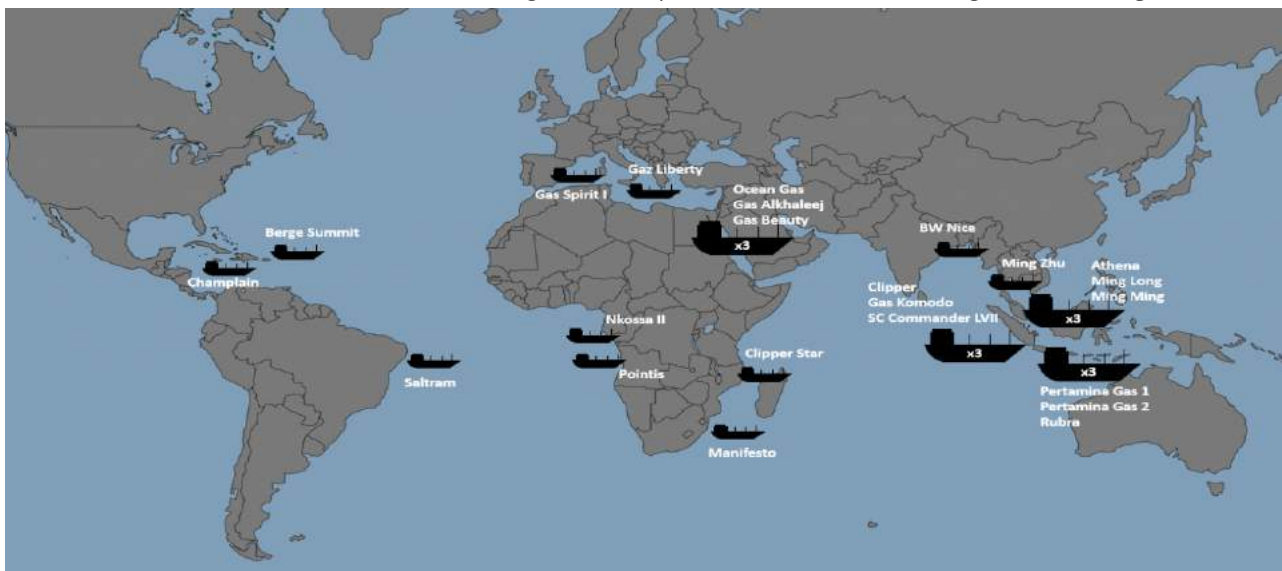 Gaz Liberty
Gas Spirit I
Ocean Gas
Gas Alkhaleej
Gas Beauty
x3
BW Nice
Ming Zhu
Athena
Ming Long
Ming Ming
x3
Berge Summit
Champlain
Clipper
Gas Komodo
SC Commander LVII
x3
Nkossa II
Pointis
Clipper Star
Saltram
x3
Pertamina Gas 1
Pertamina Gas 2
Rubra
Manifesto